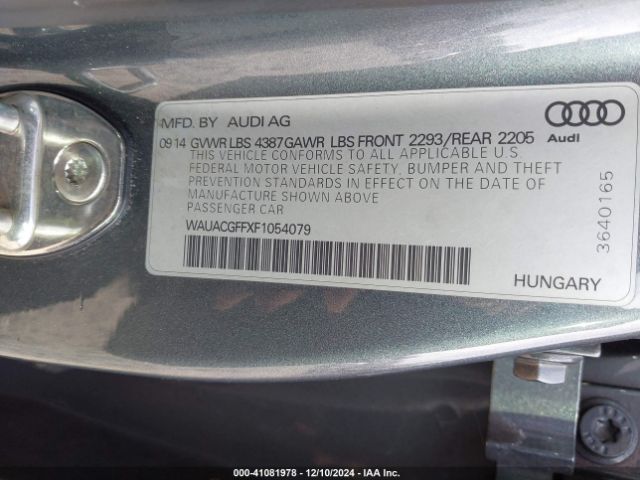 MFD. BY AUDI AG
09 14 GVWR LBS 4387 GAWR LBS FRONT 2293/REAR 2205
Audi
THIS VEHICLE CONFORMS TO ALL APPLICABLE U.S.
FEDERAL MOTOR VEHICLE SAFETY, BUMPER AND THEFT
PREVENTION STANDARDS IN EFFECT ON THE DATE OF
MANUFACTURE SHOWN ABOVE
PASSENGER CAR
WAUACGFFXF1054079
HUNGARY
3640165
000-41081978 - 12/10/2024 - IAA Inc.